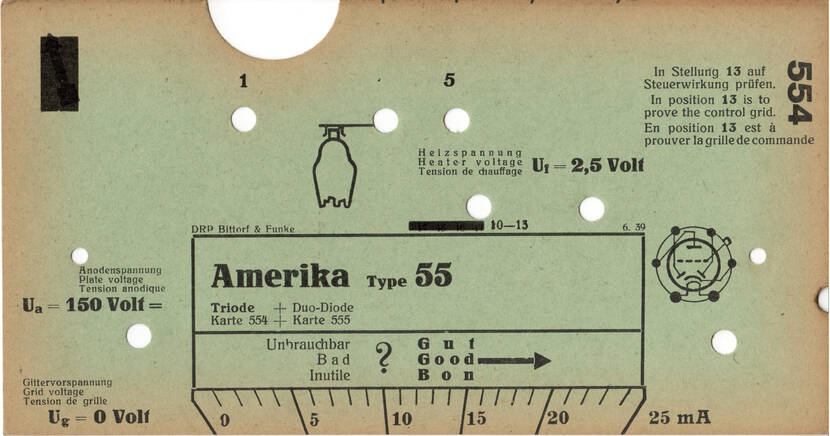 1
5
In Stellung 13 auf
Steuerwirkung prüfen.
In position 13 is to
prove the control grid.
En position 13 est à
prouver la grille de commande
554
Heizspannung
Heater voltage
Tension de chauffage
Uf = 2,5 Volt
DRP Bittorf & Funke
10—13
6. 39
Anodenspannung
Plate voltage
Tension anodique
Ua = 150 Volt =
Amerika Type 55
Triode + Duo-Diode
Karte 554 + Karte 555
Unbrauchbar
Bad
Inutile
?
Gut
Good
Bon
Gittervorspannung
Grid voltage
Tension de grille
Ug = 0 Volt
0 5 10 15 20 25 mA